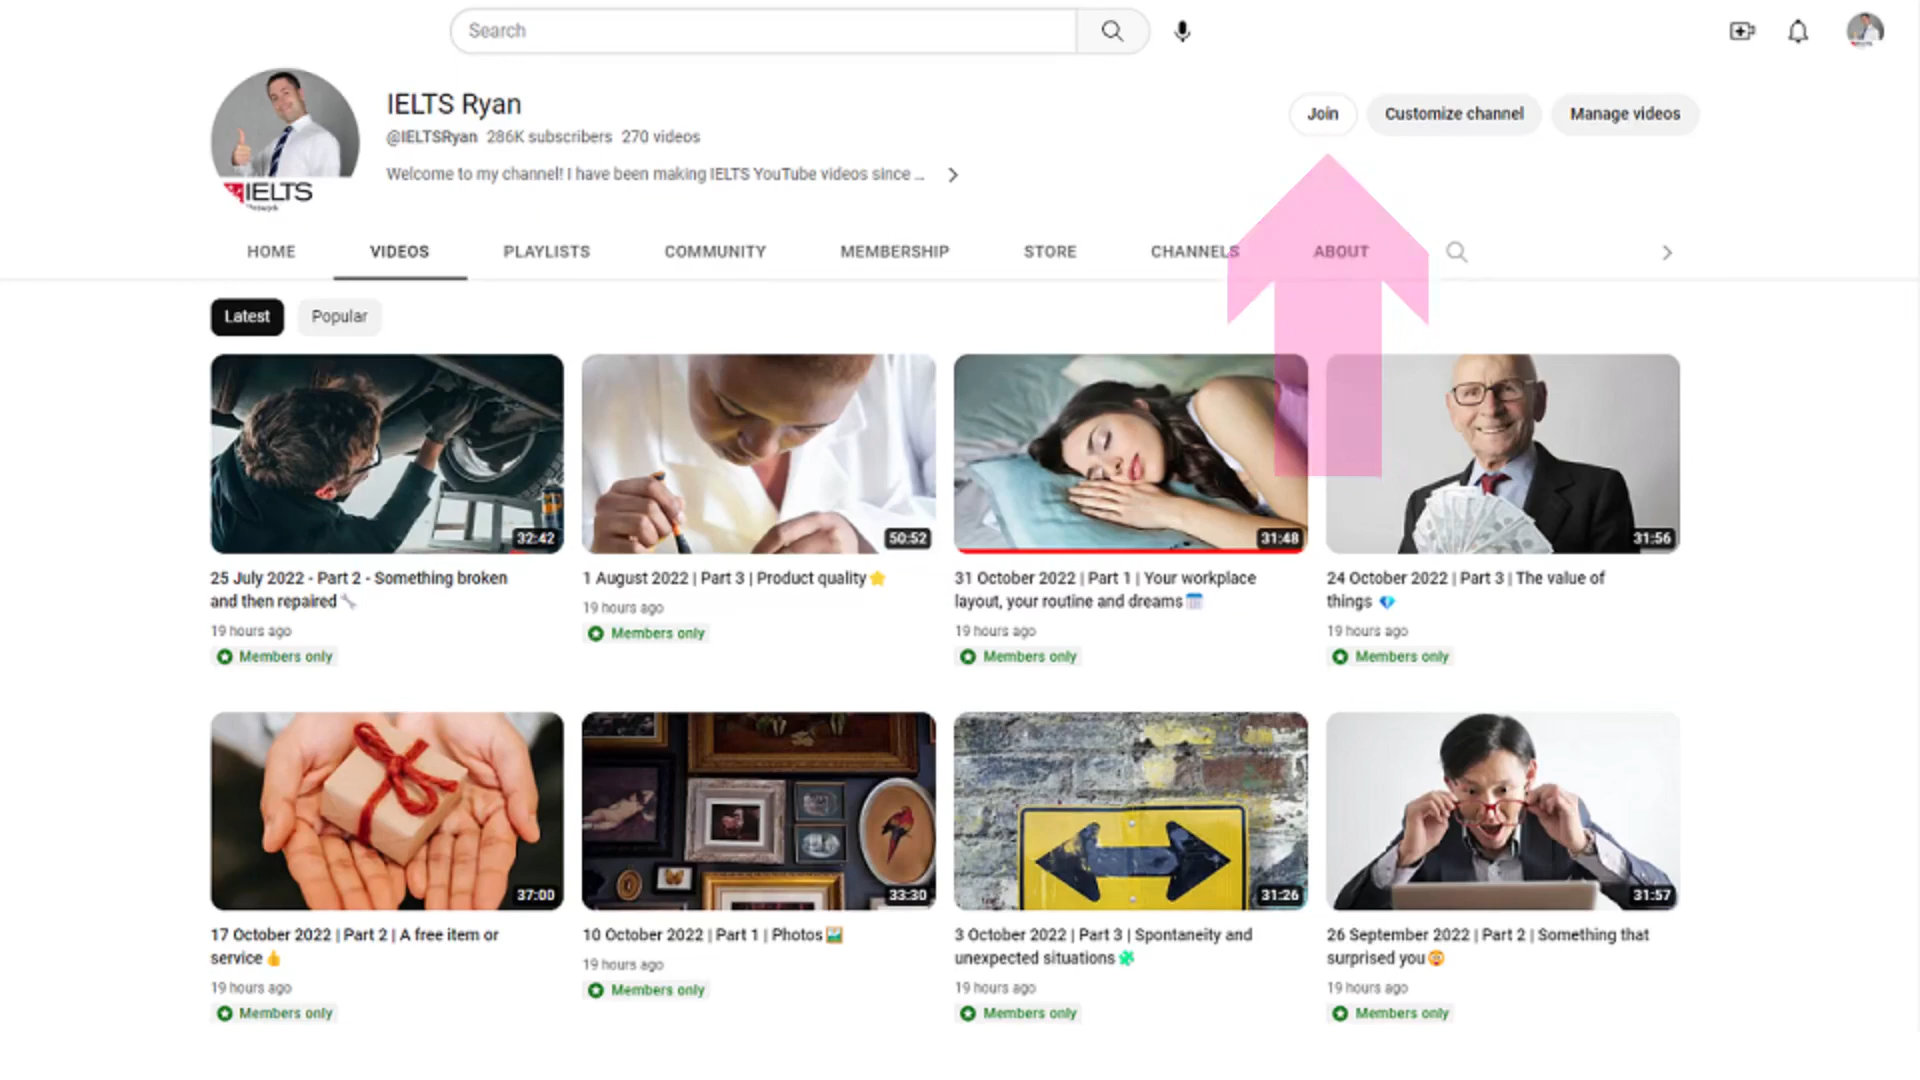 Search
IELTS Ryan
@IELTSRyan 286K subscribers 270 videos
Welcome to my channel! I have been making IELTS YouTube videos since ...
Join
Customize channel
Manage videos
IELTS
HOME
VIDEOS
PLAYLISTS
COMMUNITY
MEMBERSHIP
STORE
CHANNELS
ABOUT
Latest
Popular
32:42
50:52
31:48
31:56
25 July 2022 - Part 2 - Something broken
and then repaired
19 hours ago
Members only
1 August 2022 | Part 3 | Product quality
19 hours ago
Members only
31 October 2022 | Part 1 | Your workplace
layout, your routine and dreams
19 hours ago
Members only
24 October 2022 | Part 3 | The value of
things
19 hours ago
Members only
37:00
33:30
31:26
31:57
17 October 2022 | Part 2 | A free item or
service
19 hours ago
Members only
10 October 2022 | Part 1 | Photos
19 hours ago
Members only
3 October 2022 | Part 3 | Spontaneity and
unexpected situations
19 hours ago
Members only
26 September 2022 | Part 2 | Something that
surprised you
19 hours ago
Members only